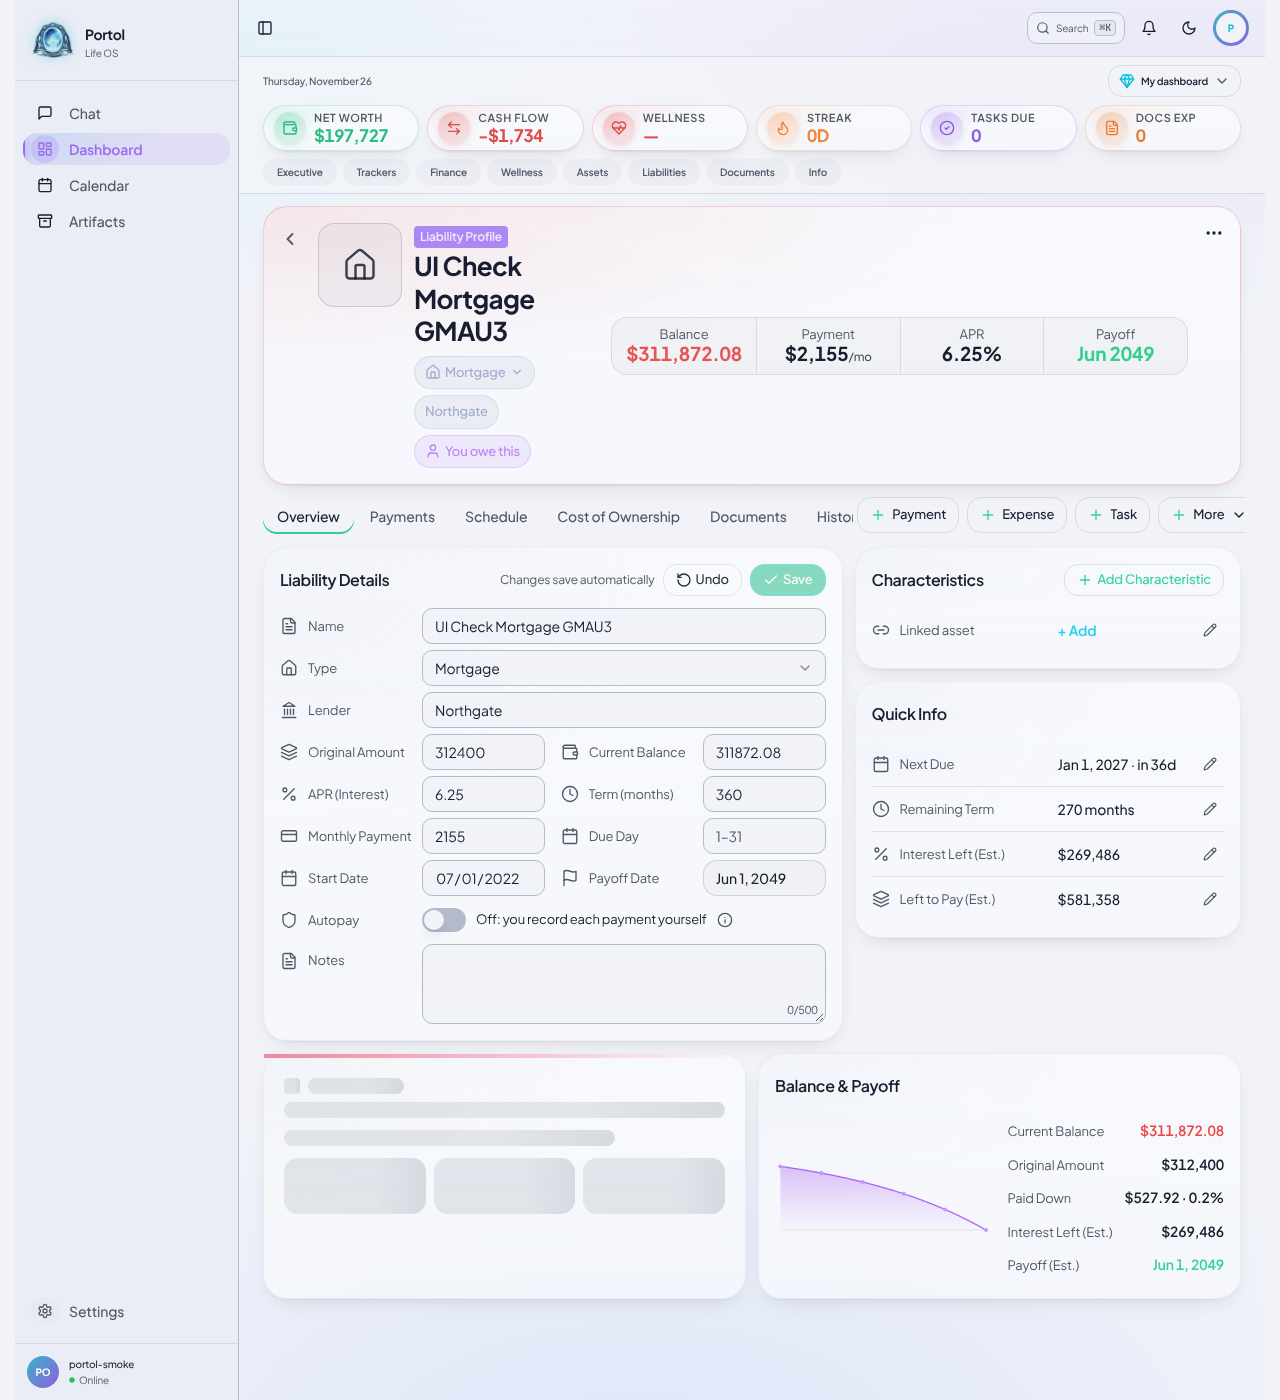 Portol
Life OS
Search ⌘K
P
Chat
Dashboard
Calendar
Artifacts
Thursday, November 26
My dashboard
NET WORTH
$197,727
CASH FLOW
-$1,734
WELLNESS
—
STREAK
0D
TASKS DUE
0
DOCS EXP
0
Executive
Trackers
Finance
Wellness
Assets
Liabilities
Documents
Info
Liability Profile
UI Check
Mortgage
GMAU3
Mortgage
Northgate
You owe this
Balance
$311,872.08
Payment
$2,155/mo
APR
6.25%
Payoff
Jun 2049
Overview
Payments
Schedule
Cost of Ownership
Documents
Histor
+ Payment
+ Expense
+ Task
+ More
Liability Details
Changes save automatically
Undo
Save
Name
UI Check Mortgage GMAU3
Type
Mortgage
Lender
Northgate
Original Amount
312400
Current Balance
311872.08
APR (Interest)
6.25
Term (months)
360
Monthly Payment
2155
Due Day
1–31
Start Date
07/01/2022
Payoff Date
Jun 1, 2049
Autopay
Off: you record each payment yourself
Notes
0/500
Characteristics
+ Add Characteristic
Linked asset
+ Add
Quick Info
Next Due
Jan 1, 2027 · in 36d
Remaining Term
270 months
Interest Left (Est.)
$269,486
Left to Pay (Est.)
$581,358
Balance & Payoff
Current Balance
$311,872.08
Original Amount
$312,400
Paid Down
$527.92 · 0.2%
Interest Left (Est.)
$269,486
Payoff (Est.)
Jun 1, 2049
Settings
PO
portol-smoke
Online